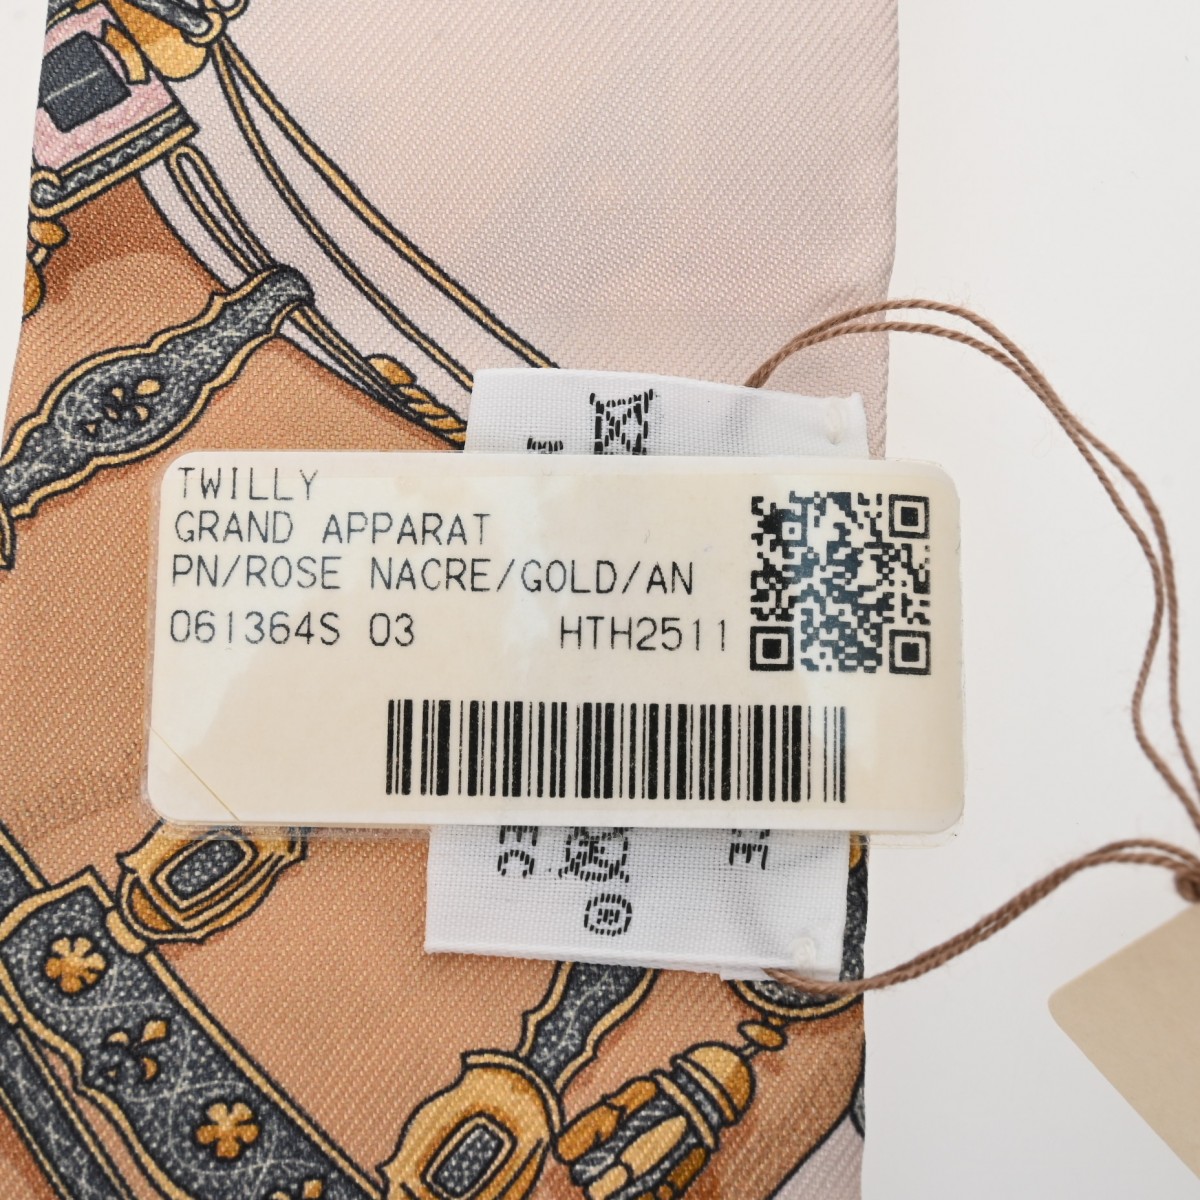 TWILLY
GRAND APPARAT
PN/ROSE NACRE/GOLD/AN
061364S 03 HTH2511